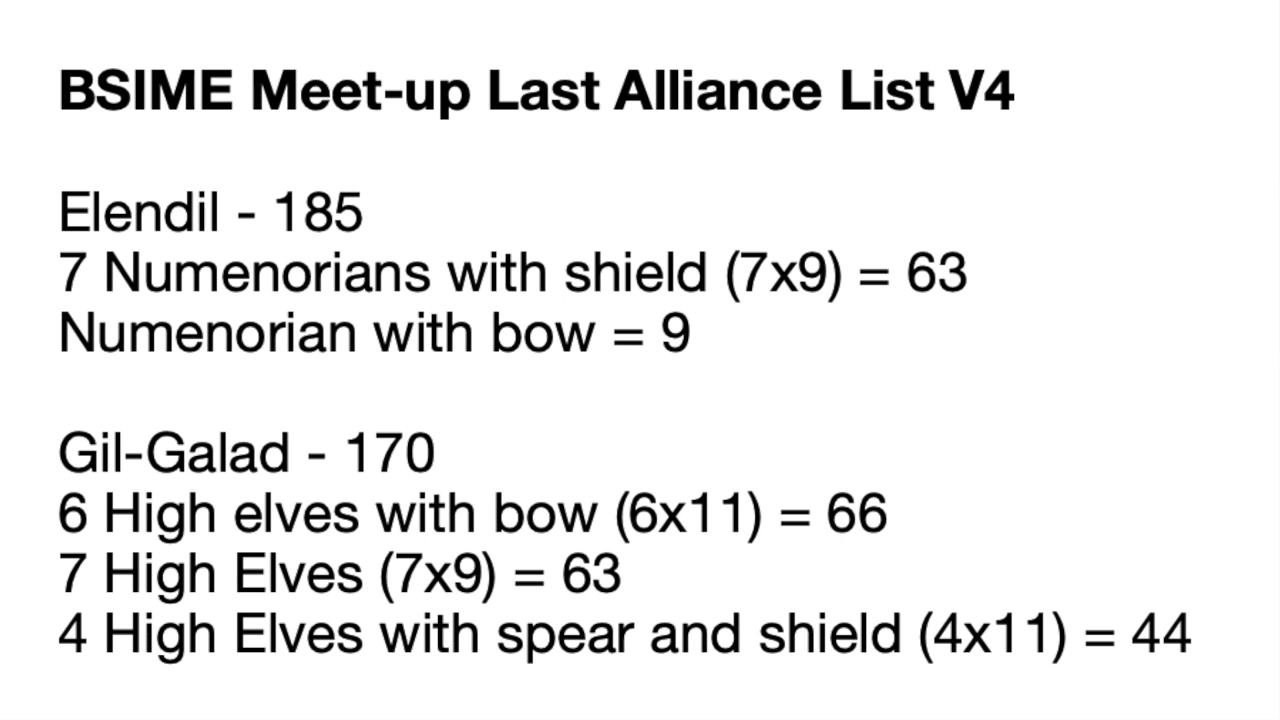 BSIME Meet-up Last Alliance List V4
Elendil - 185
7 Numenorians with shield (7x9) = 63
Numenorian with bow = 9
Gil-Galad - 170
6 High elves with bow (6x11) = 66
7 High Elves (7x9) = 63
4 High Elves with spear and shield (4x11) = 44